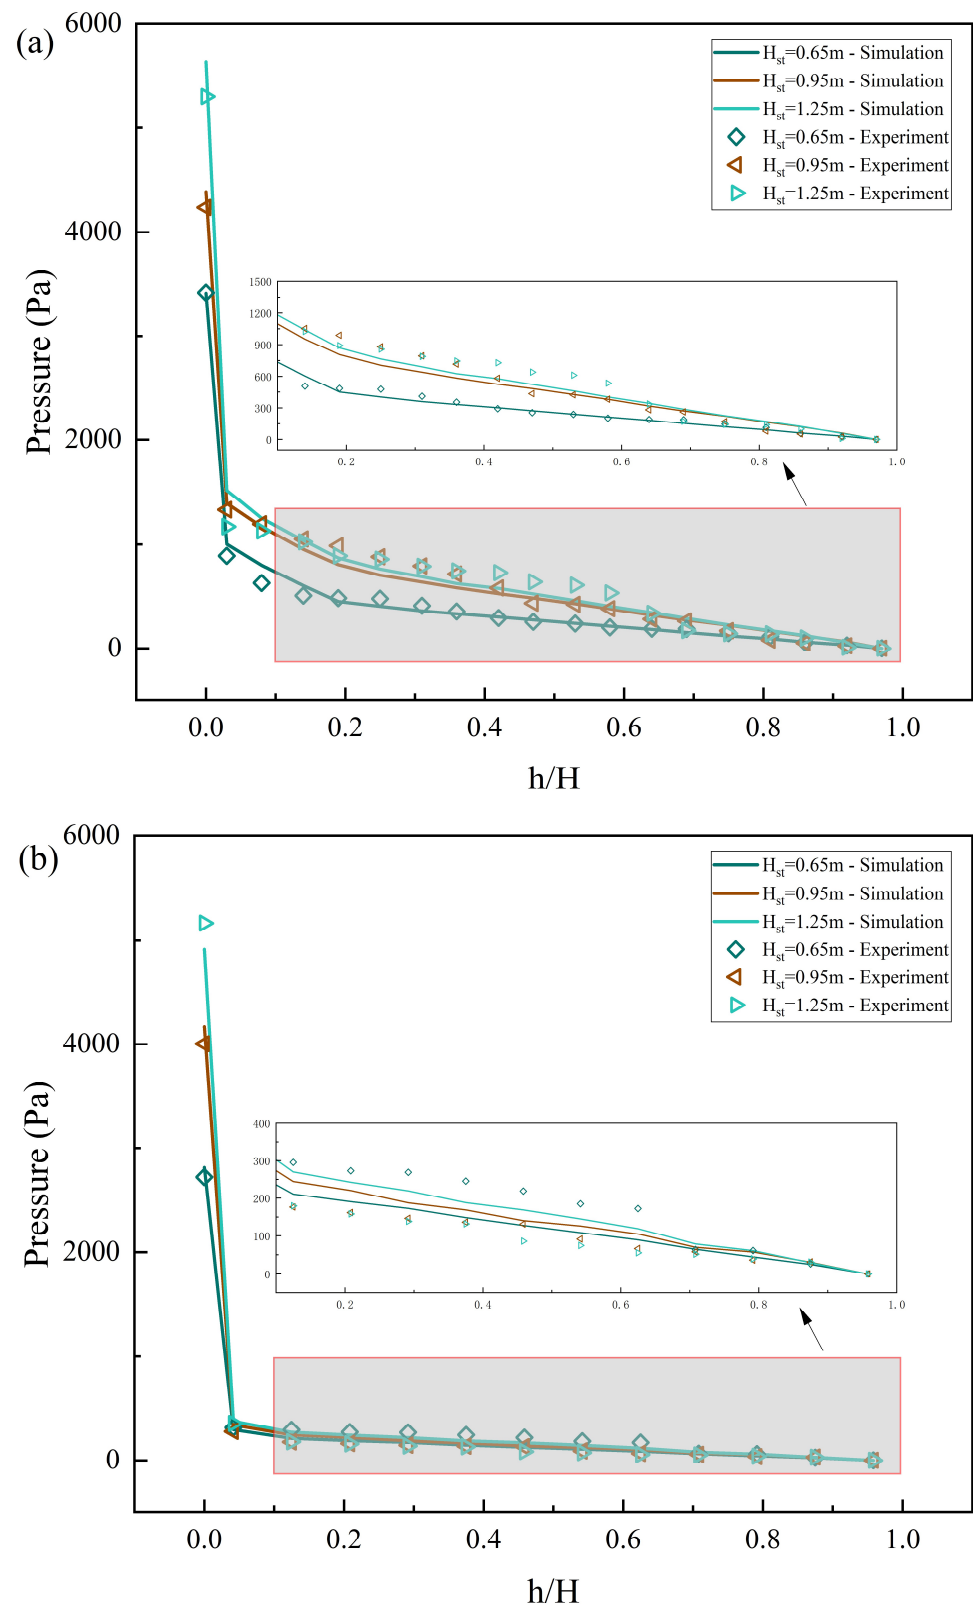 (a)
6000
4000
2000
0
Pressure (Pa)
H_st=0.65m - Simulation
H_st=0.95m - Simulation
H_st=1.25m - Simulation
H_st=0.65m - Experiment
H_st=0.95m - Experiment
H_st=1.25m - Experiment
1500
1200
900
600
300
0
0.2
0.4
0.6
0.8
1.0
0.0
0.2
0.4
0.6
0.8
1.0
h/H
(b)
6000
4000
2000
0
Pressure (Pa)
H_st=0.65m - Simulation
H_st=0.95m - Simulation
H_st=1.25m - Simulation
H_st=0.65m - Experiment
H_st=0.95m - Experiment
H_st=1.25m - Experiment
400
300
200
100
0
0.2
0.4
0.6
0.8
1.0
0.0
0.2
0.4
0.6
0.8
1.0
h/H